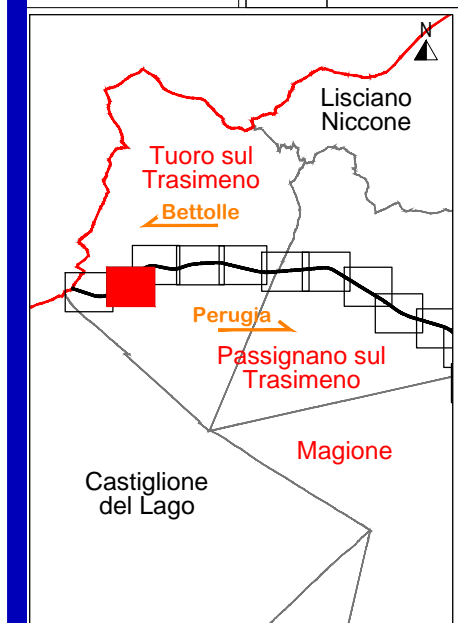 N
Lisciano
Niccone
Tuoro sul
Trasimeno
Bettolle
Perugia
Passignano sul
Trasimeno
Magione
Castiglione
del Lago